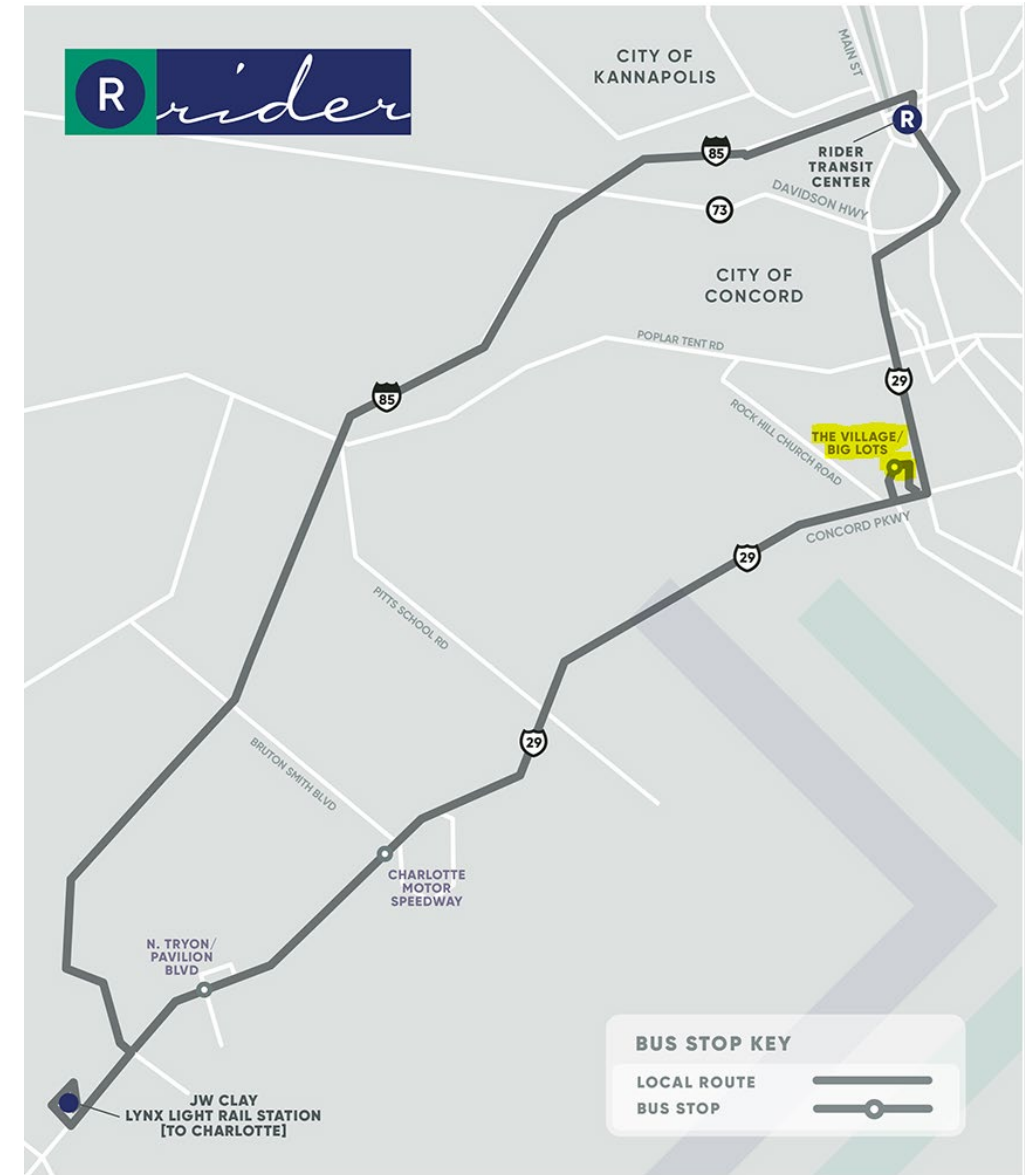 R rider
CITY OF
KANNAPOLIS
MAIN ST
85
R
RIDER
TRANSIT
CENTER
73
DAVIDSON HWY
CITY OF
CONCORD
POPLAR TENT RD
29
85
ROCK HILL CHURCH ROAD
THE VILLAGE/
BIG LOTS
CONCORD PKWY
29
PITTS SCHOOL RD
29
BRUTON SMITH BLVD
CHARLOTTE
MOTOR
SPEEDWAY
N. TRYON/
PAVILION
BLVD
JW CLAY
LYNX LIGHT RAIL STATION
[TO CHARLOTTE]
BUS STOP KEY
LOCAL ROUTE
BUS STOP